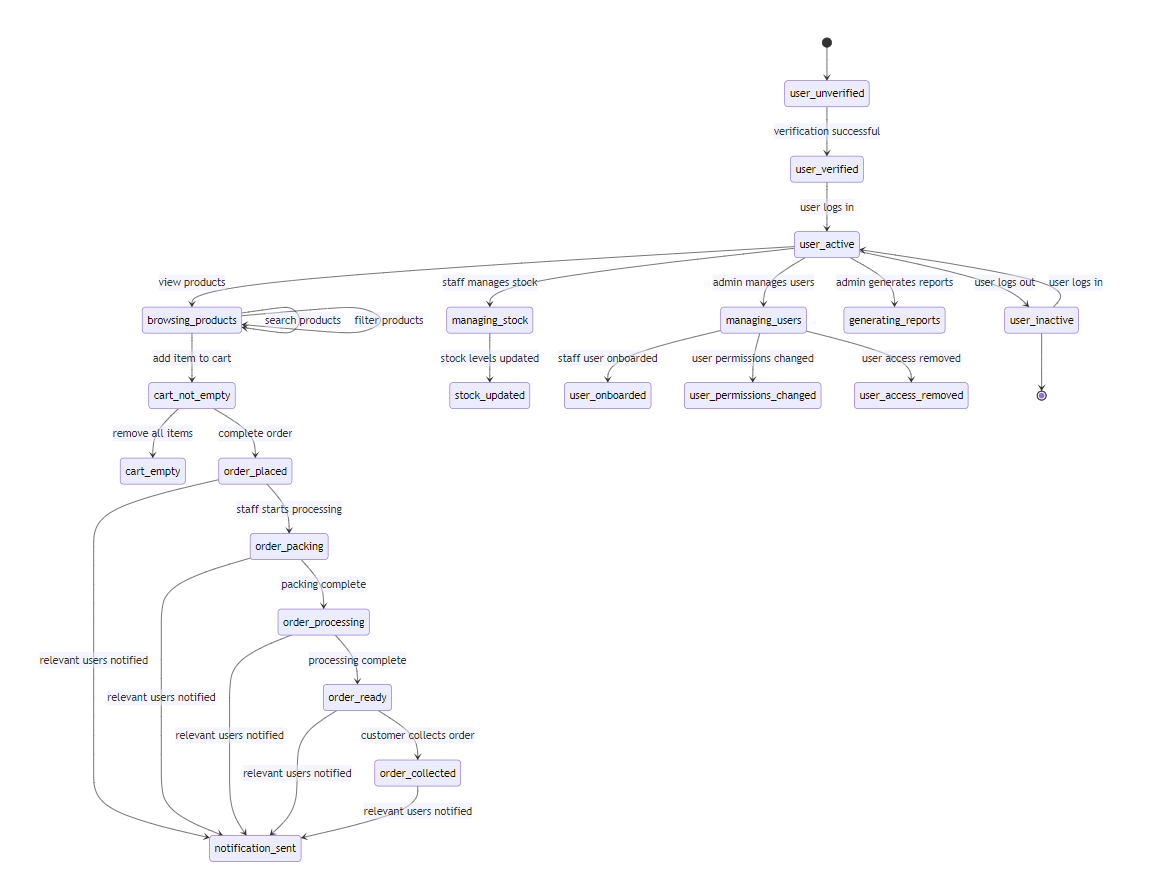 user_unverified
verification successful
user_verified
user logs in
user_active
view products
staff manages stock
admin manages users
admin generates reports
user logs out
user logs in
browsing_products
search products
filter products
managing_stock
managing_users
generating_reports
user_inactive
add item to cart
stock levels updated
staff user onboarded
user permissions changed
user access removed
cart_not_empty
stock_updated
user_onboarded
user_permissions_changed
user_access_removed
remove all items
complete order
cart_empty
order_placed
staff starts processing
order_packing
packing complete
order_processing
relevant users notified
processing complete
relevant users notified
order_ready
relevant users notified
customer collects order
relevant users notified
order_collected
relevant users notified
notification_sent